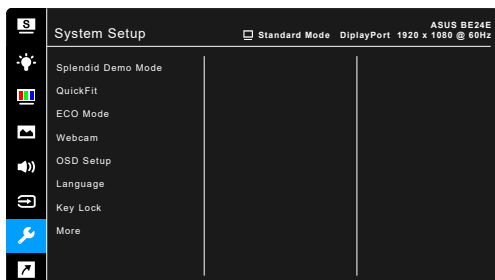 S
ASUS BE24E
System Setup
Standard Mode DiplayPort 1920 x 1080 @ 60Hz
Splendid Demo Mode
QuickFit
ECO Mode
Webcam
OSD Setup
Language
Key Lock
More